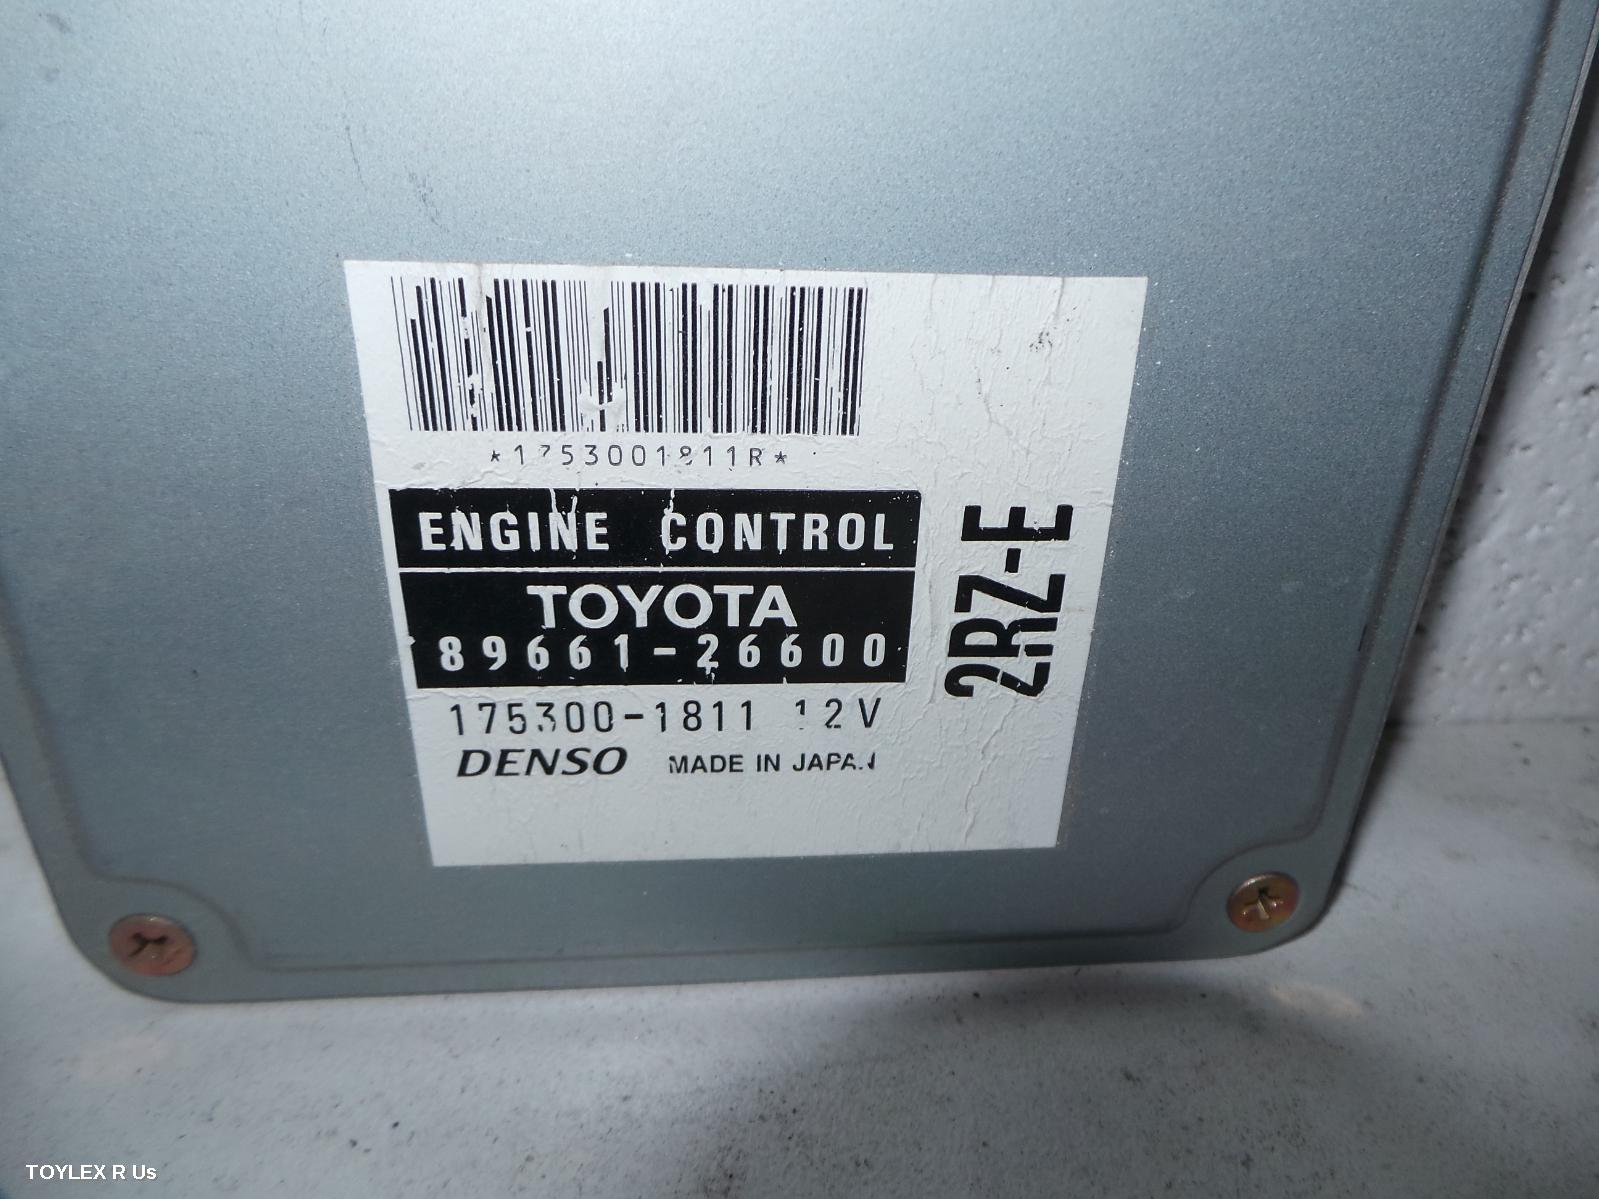 *1753001811R*
ENGINE CONTROL
TOYOTA
89661-26600
175300-1811 12V
DENSO MADE IN JAPAN
2RZ-E
TOYLEX R Us